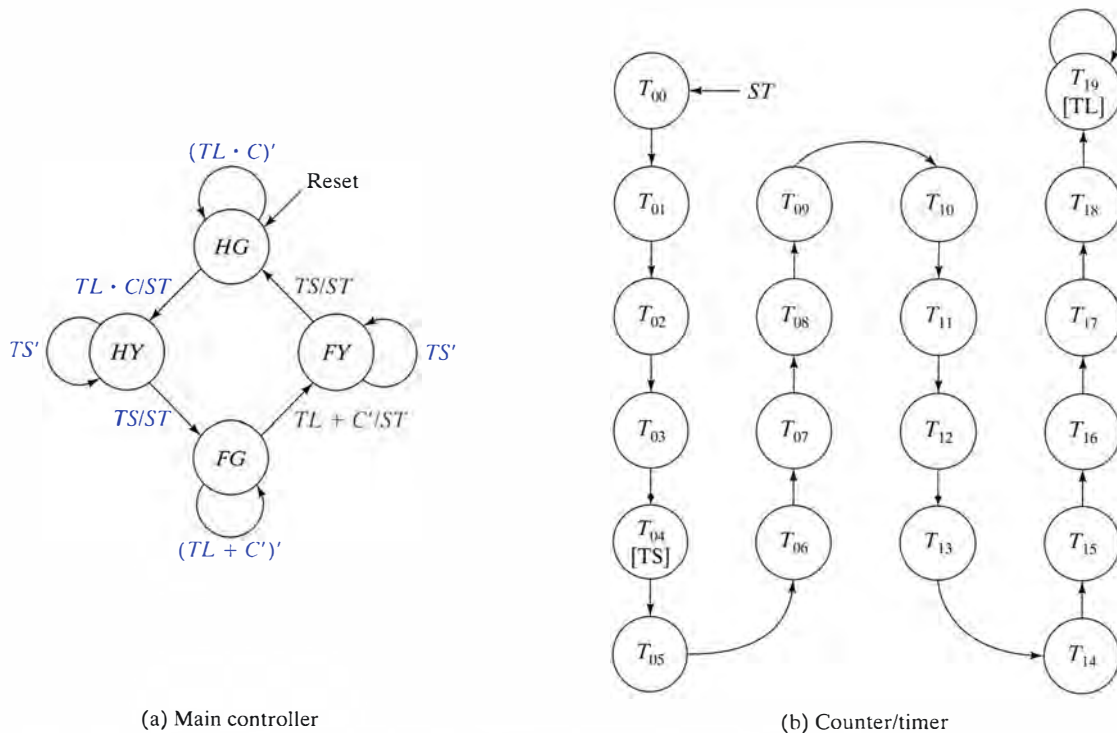 (TL · C)′
Reset
HG
TL · C/ST
TS/ST
TS′
HY
FY
TS′
TS/ST
TL + C′/ST
FG
(TL + C′)′
(a) Main controller
T00
ST
T01
T02
T03
T04
[TS]
T05
T06
T07
T08
T09
T10
T11
T12
T13
T14
T15
T16
T17
T18
T19
[TL]
(b) Counter/timer